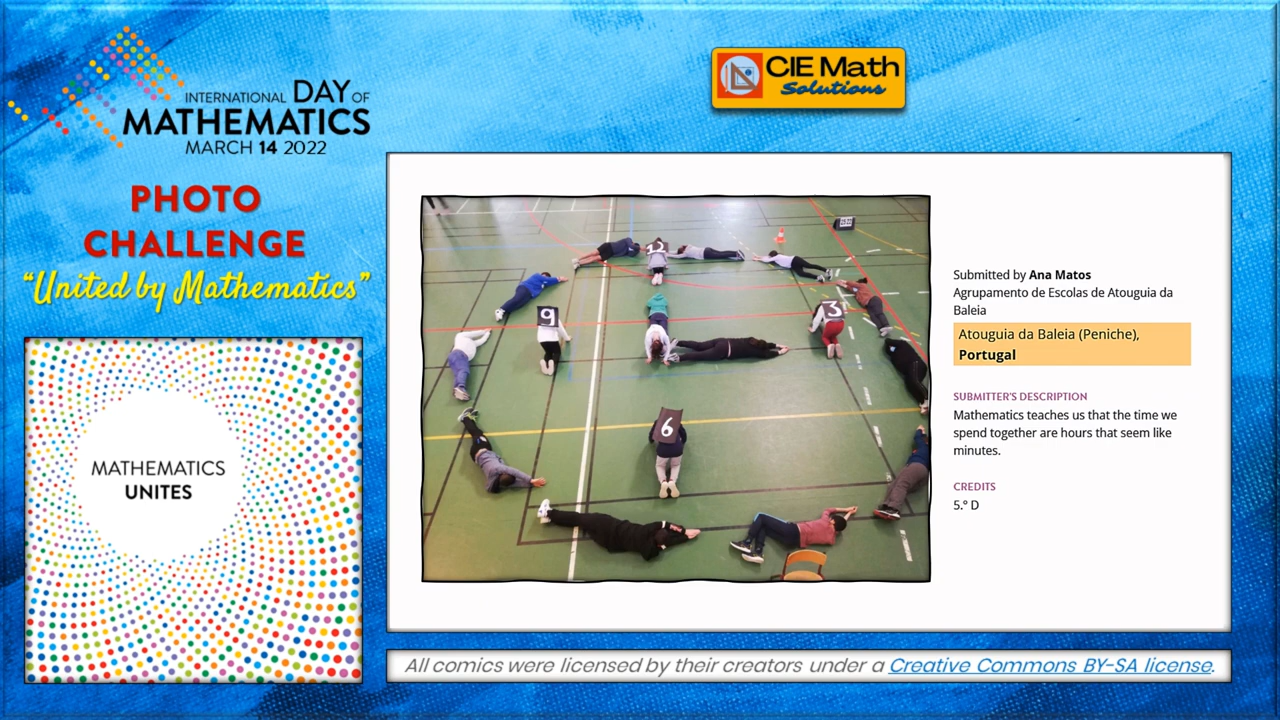 INTERNATIONAL DAY OF
MATHEMATICS
MARCH 14 2022
PHOTO
CHALLENGE
“United by Mathematics”
MATHEMATICS
UNITES
CIE Math
Solutions
12
9
3
6
Submitted by Ana Matos
Agrupamento de Escolas de Atouguia da
Baleia
Atouguia da Baleia (Peniche),
Portugal
SUBMITTER'S DESCRIPTION
Mathematics teaches us that the time we
spend together are hours that seem like
minutes.
CREDITS
5.º D
All comics were licensed by their creators under a Creative Commons BY-SA license.